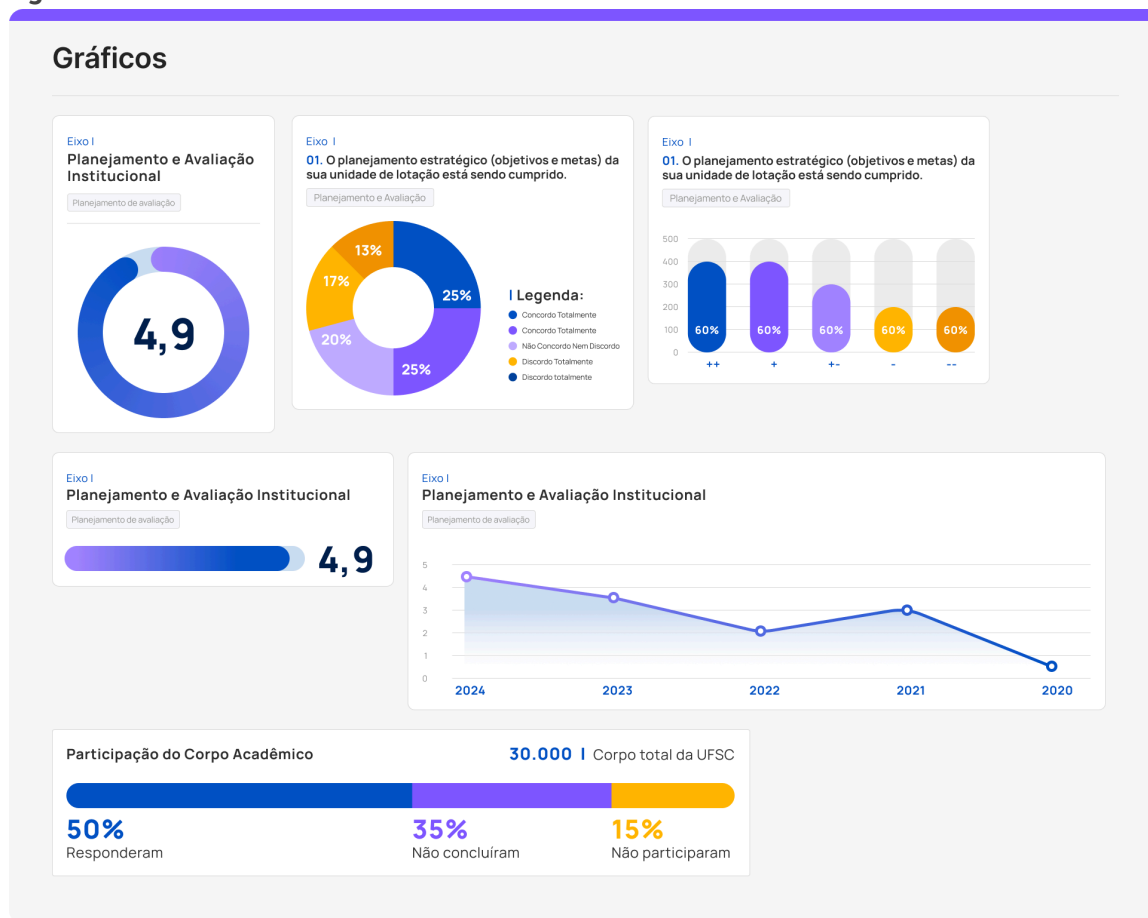 Gráficos
Eixo I
Planejamento e Avaliação
Institucional
Planejamento de avaliação
4,9
Eixo I
01. O planejamento estratégico (objetivos e metas) da
sua unidade de lotação está sendo cumprido.
Planejamento e Avaliação
13%
17%
25%
20%
25%
I Legenda:
Concordo Totalmente
Concordo Totalmente
Não Concordo Nem Discordo
Discordo Totalmente
Discordo totalmente
Eixo I
01. O planejamento estratégico (objetivos e metas) da
sua unidade de lotação está sendo cumprido.
Planejamento e Avaliação
500
400
300
200
100
0
60% 60% 60% 60% 60%
++ + +- - --
Eixo I
Planejamento e Avaliação Institucional
Planejamento de avaliação
4,9
Eixo I
Planejamento e Avaliação Institucional
Planejamento de avaliação
5
4
3
2
1
0
2024 2023 2022 2021 2020
Participação do Corpo Acadêmico
30.000 I Corpo total da UFSC
50% 35% 15%
Responderam Não concluíram Não participaram